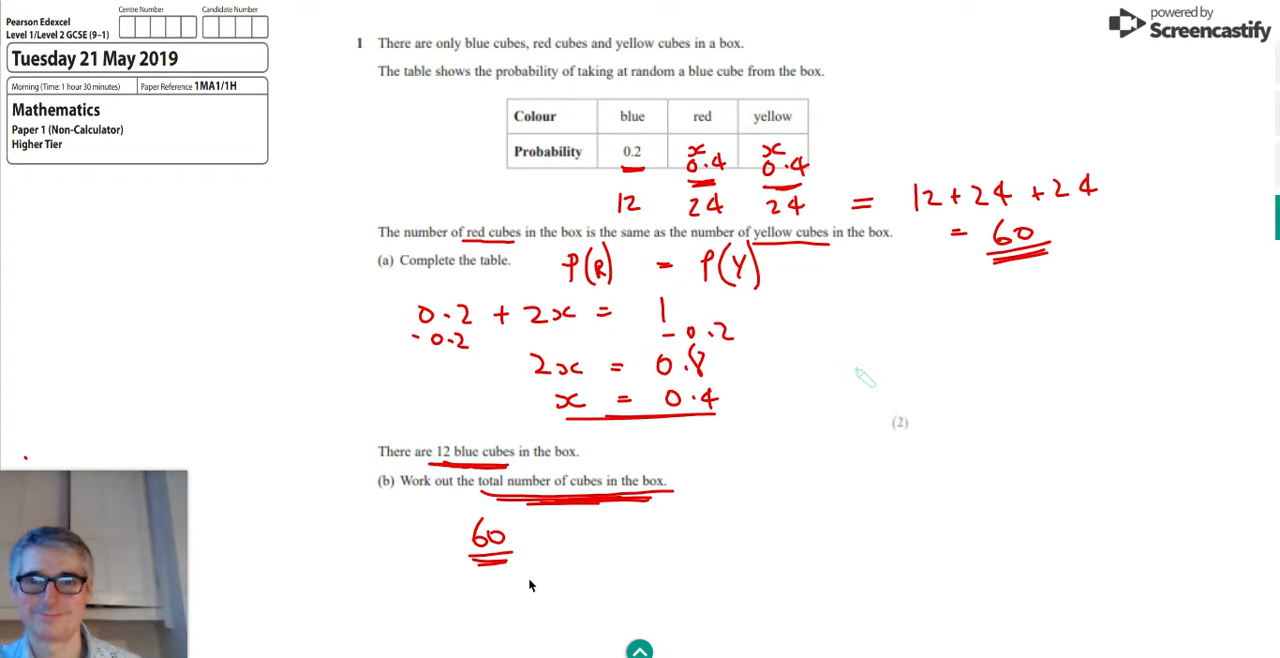 Centre Number Candidate Number
Pearson Edexcel
Level 1/Level 2 GCSE (9–1)
Tuesday 21 May 2019
Morning (Time: 1 hour 30 minutes) Paper Reference 1MA1/1H
Mathematics
Paper 1 (Non-Calculator)
Higher Tier
powered by
Screencastify
1 There are only blue cubes, red cubes and yellow cubes in a box.
The table shows the probability of taking at random a blue cube from the box.
Colour blue red yellow
Probability 0.2 x x
0.4 0.4
12 24 24 = 12 + 24 + 24
= 60
The number of red cubes in the box is the same as the number of yellow cubes in the box.
(a) Complete the table.
P(R) = P(Y)
0.2 + 2x = 1
-0.2 -0.2
2x = 0.8
x = 0.4
(2)
There are 12 blue cubes in the box.
(b) Work out the total number of cubes in the box.
60